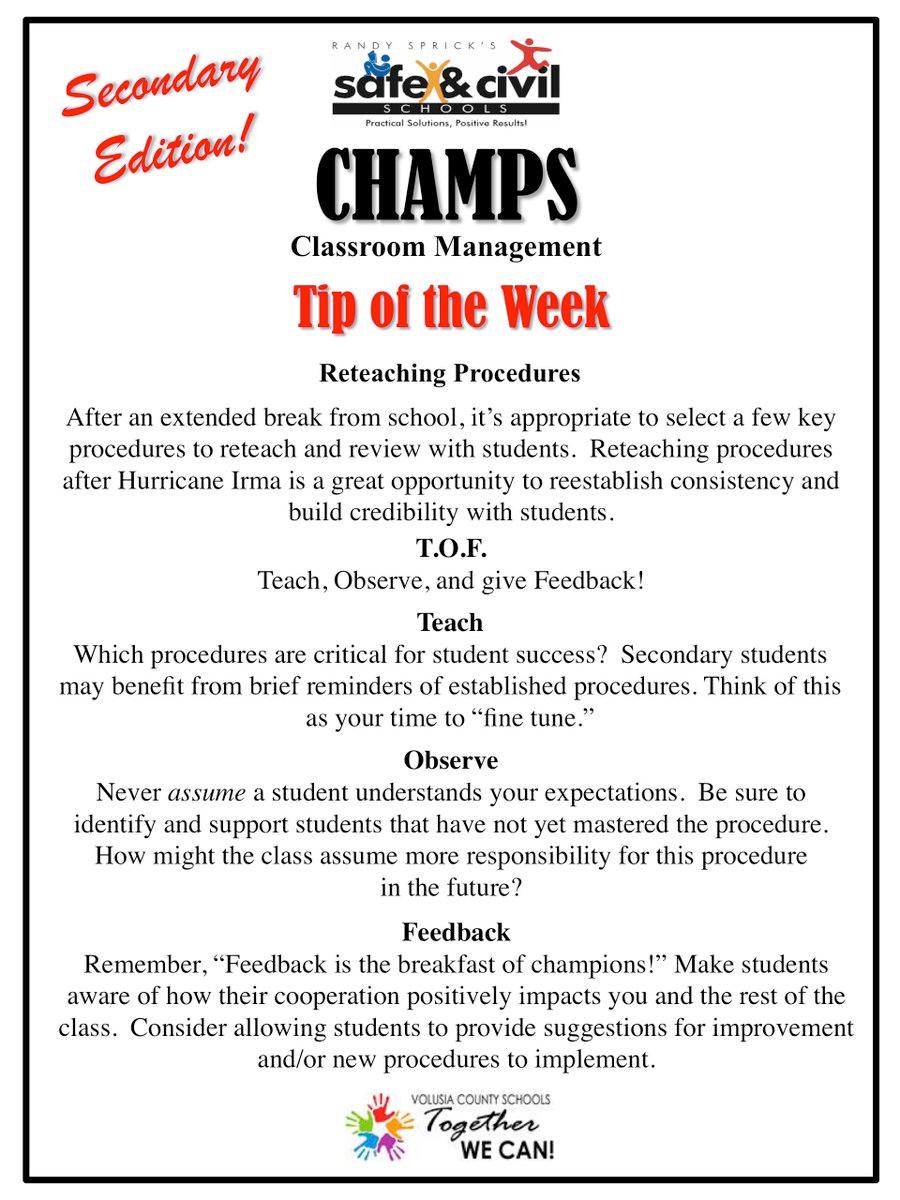 Secondary
Edition!
RANDY SPRICK'S
safe & civil
SCHOOLS
Practical Solutions, Positive Results!
CHAMPS
Classroom Management
Tip of the Week
Reteaching Procedures
After an extended break from school, it’s appropriate to select a few key
procedures to reteach and review with students.  Reteaching procedures
after Hurricane Irma is a great opportunity to reestablish consistency and
build credibility with students.
T.O.F.
Teach, Observe, and give Feedback!
Teach
Which procedures are critical for student success?  Secondary students
may benefit from brief reminders of established procedures. Think of this
as your time to “fine tune.”
Observe
Never assume a student understands your expectations.  Be sure to
identify and support students that have not yet mastered the procedure.
How might the class assume more responsibility for this procedure
in the future?
Feedback
Remember, “Feedback is the breakfast of champions!” Make students
aware of how their cooperation positively impacts you and the rest of the
class.  Consider allowing students to provide suggestions for improvement
and/or new procedures to implement.
VOLUSIA COUNTY SCHOOLS
Together
WE CAN!